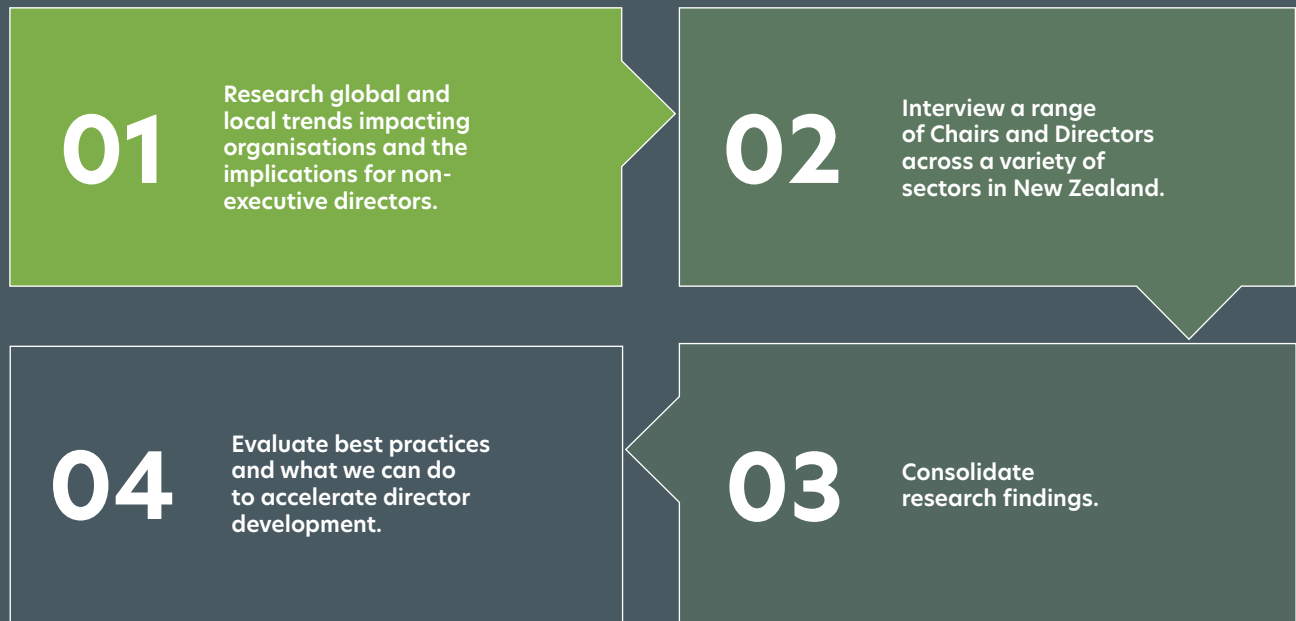 01
Research global and
local trends impacting
organisations and the
implications for non-
executive directors.
02
Interview a range
of Chairs and Directors
across a variety of
sectors in New Zealand.
03
Consolidate
research findings.
04
Evaluate best practices
and what we can do
to accelerate director
development.